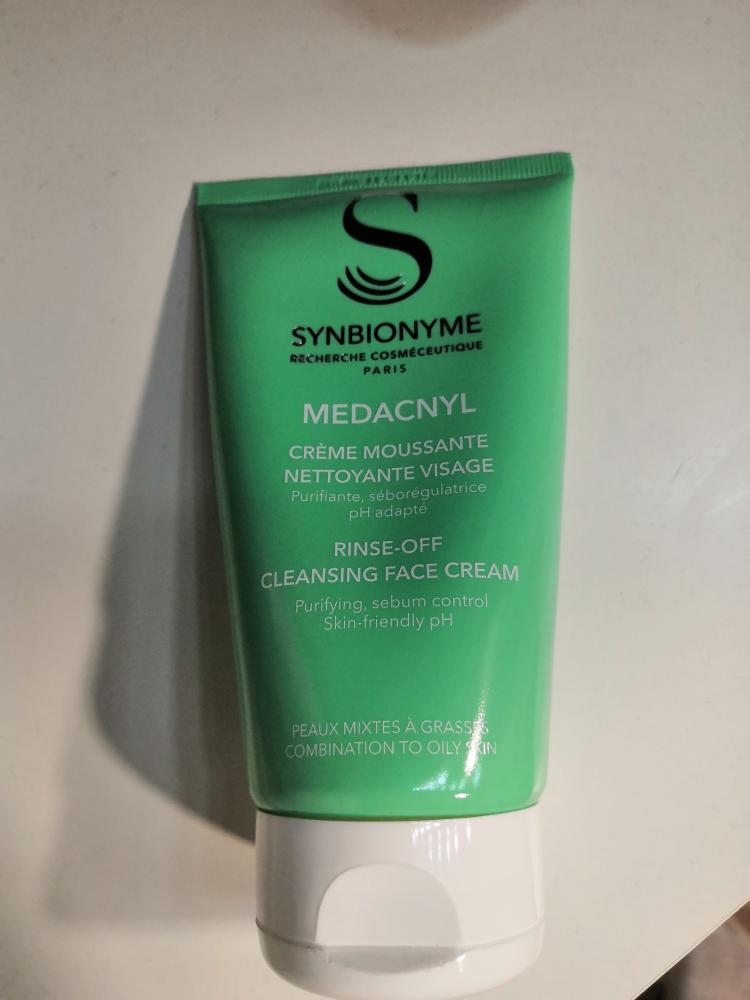 S
SYNBIONYME
RECHERCHE COSMÉCEUTIQUE
PARIS
MEDACNYL
CRÈME MOUSSANTE
NETTOYANTE VISAGE
Purifiante, séborégulatrice
pH adapté
RINSE-OFF
CLEANSING FACE CREAM
Purifying, sebum control
Skin-friendly pH
PEAUX MIXTES À GRASSES
COMBINATION TO OILY SKIN